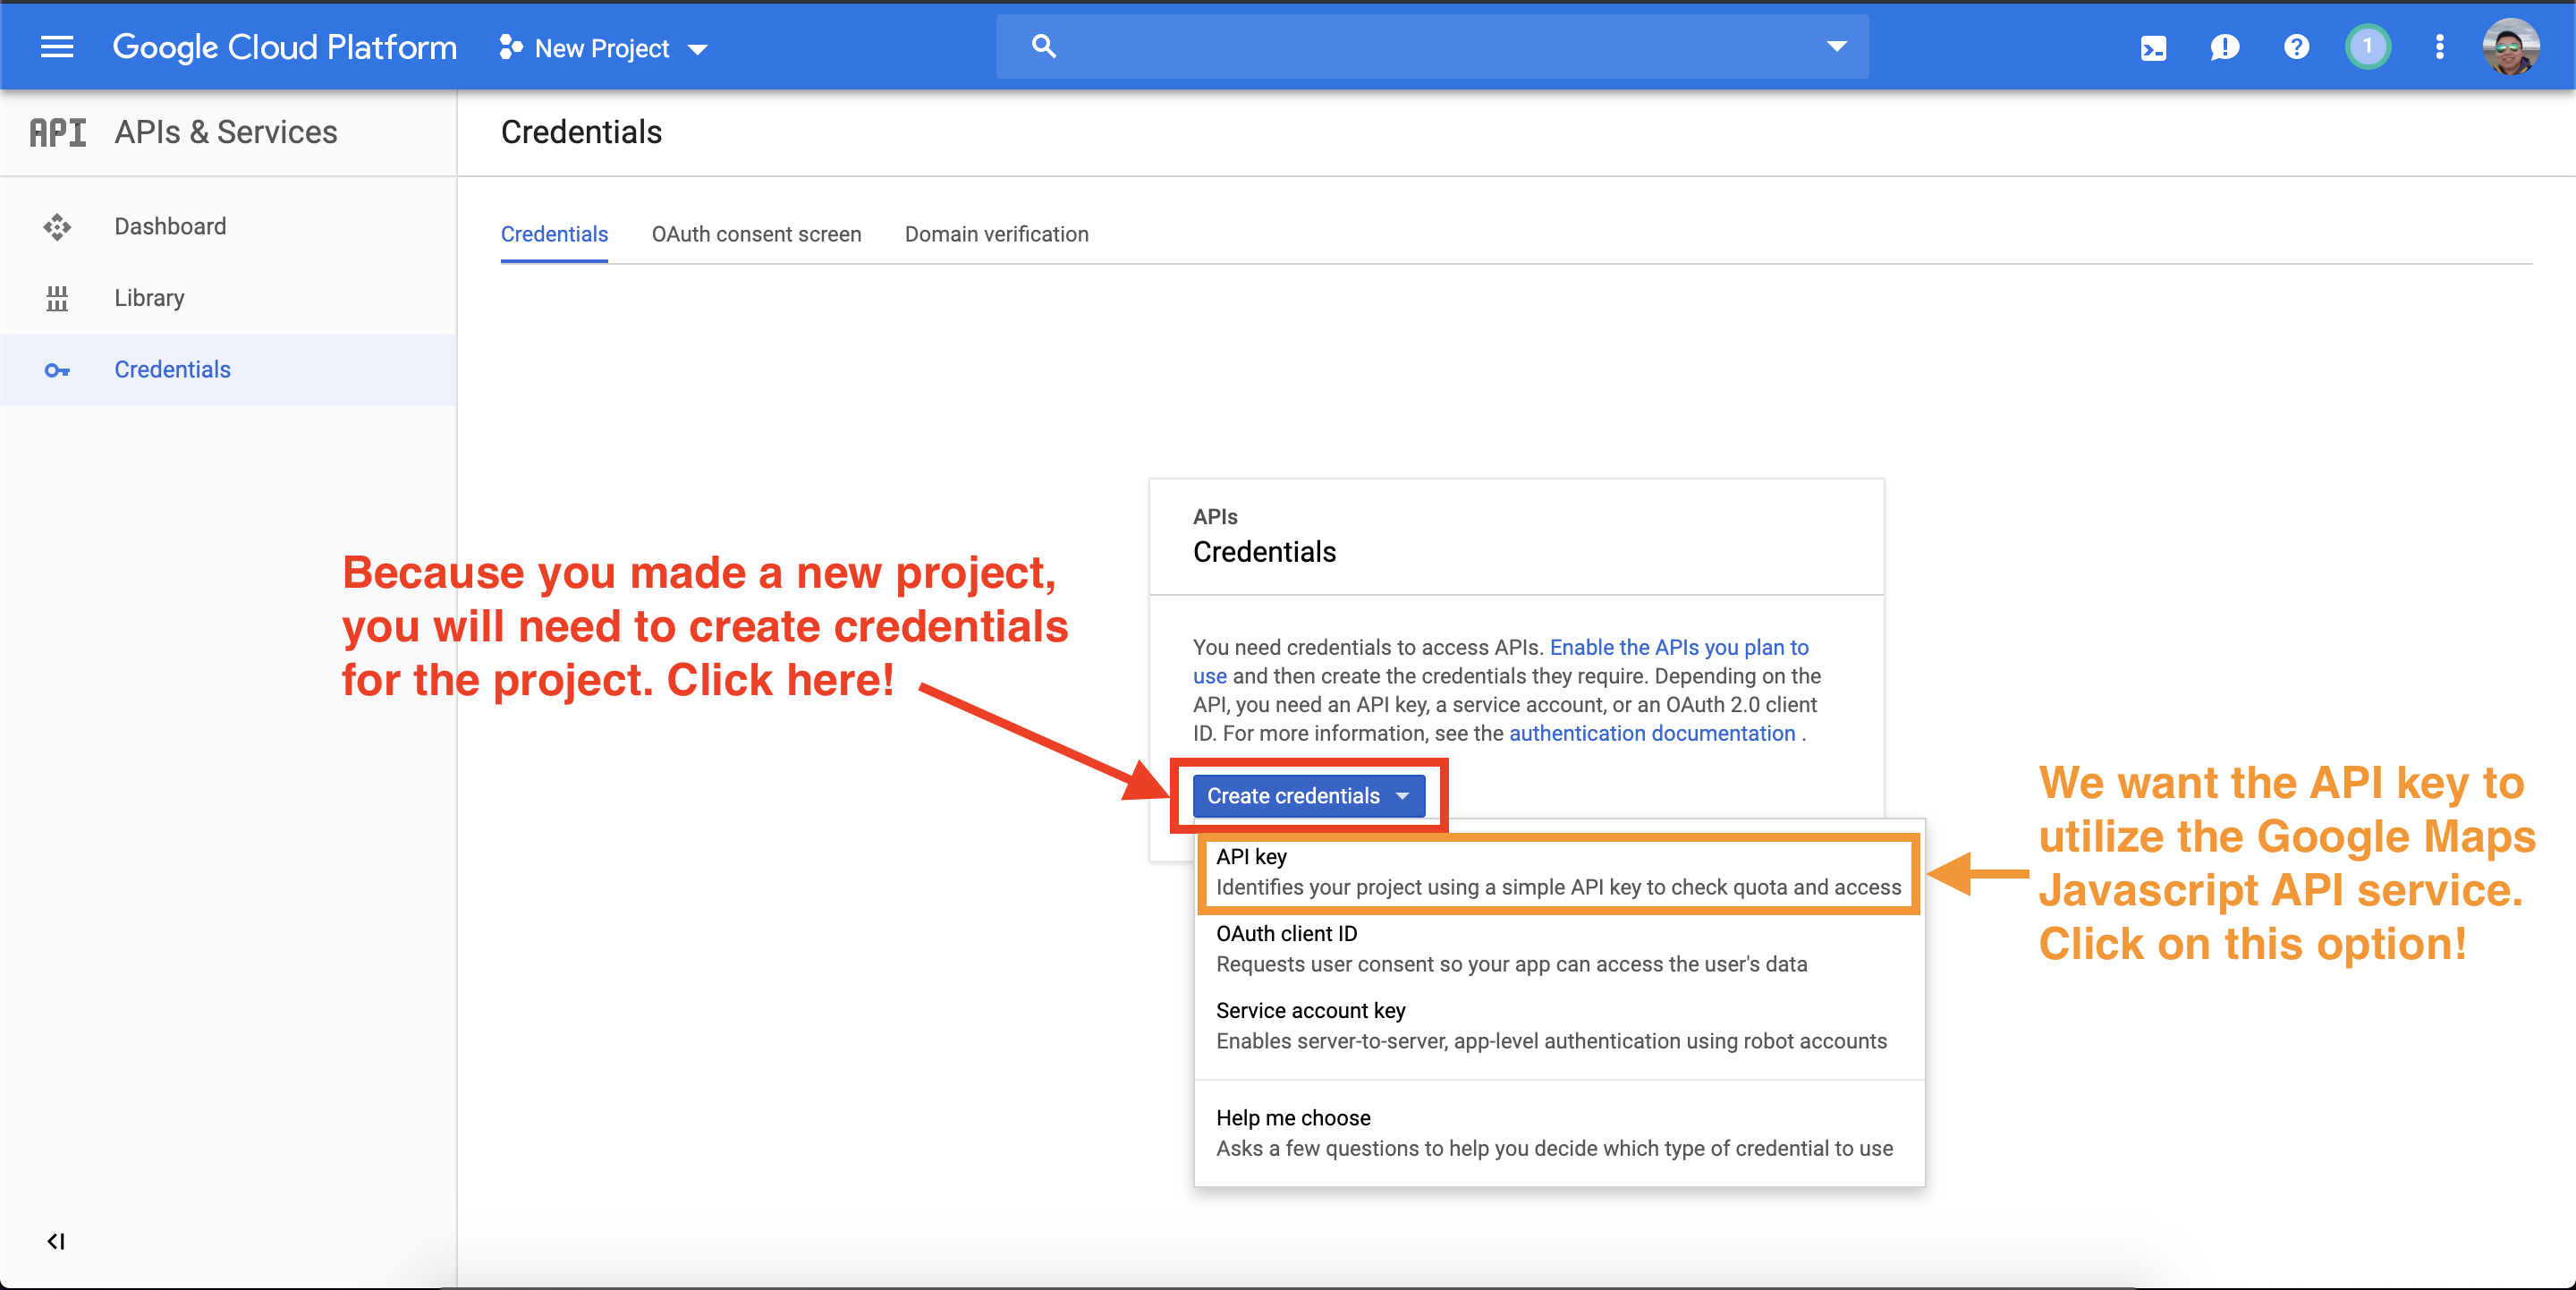 Google Cloud Platform
New Project
1
API APIs & Services
Credentials
Dashboard
Library
Credentials
Credentials
OAuth consent screen
Domain verification
Because you made a new project,
you will need to create credentials
for the project. Click here!
APIs
Credentials
You need credentials to access APIs. Enable the APIs you plan to
use and then create the credentials they require. Depending on the
API, you need an API key, a service account, or an OAuth 2.0 client
ID. For more information, see the authentication documentation .
Create credentials
API key
Identifies your project using a simple API key to check quota and access
OAuth client ID
Requests user consent so your app can access the user's data
Service account key
Enables server-to-server, app-level authentication using robot accounts
Help me choose
Asks a few questions to help you decide which type of credential to use
We want the API key to
utilize the Google Maps
Javascript API service.
Click on this option!